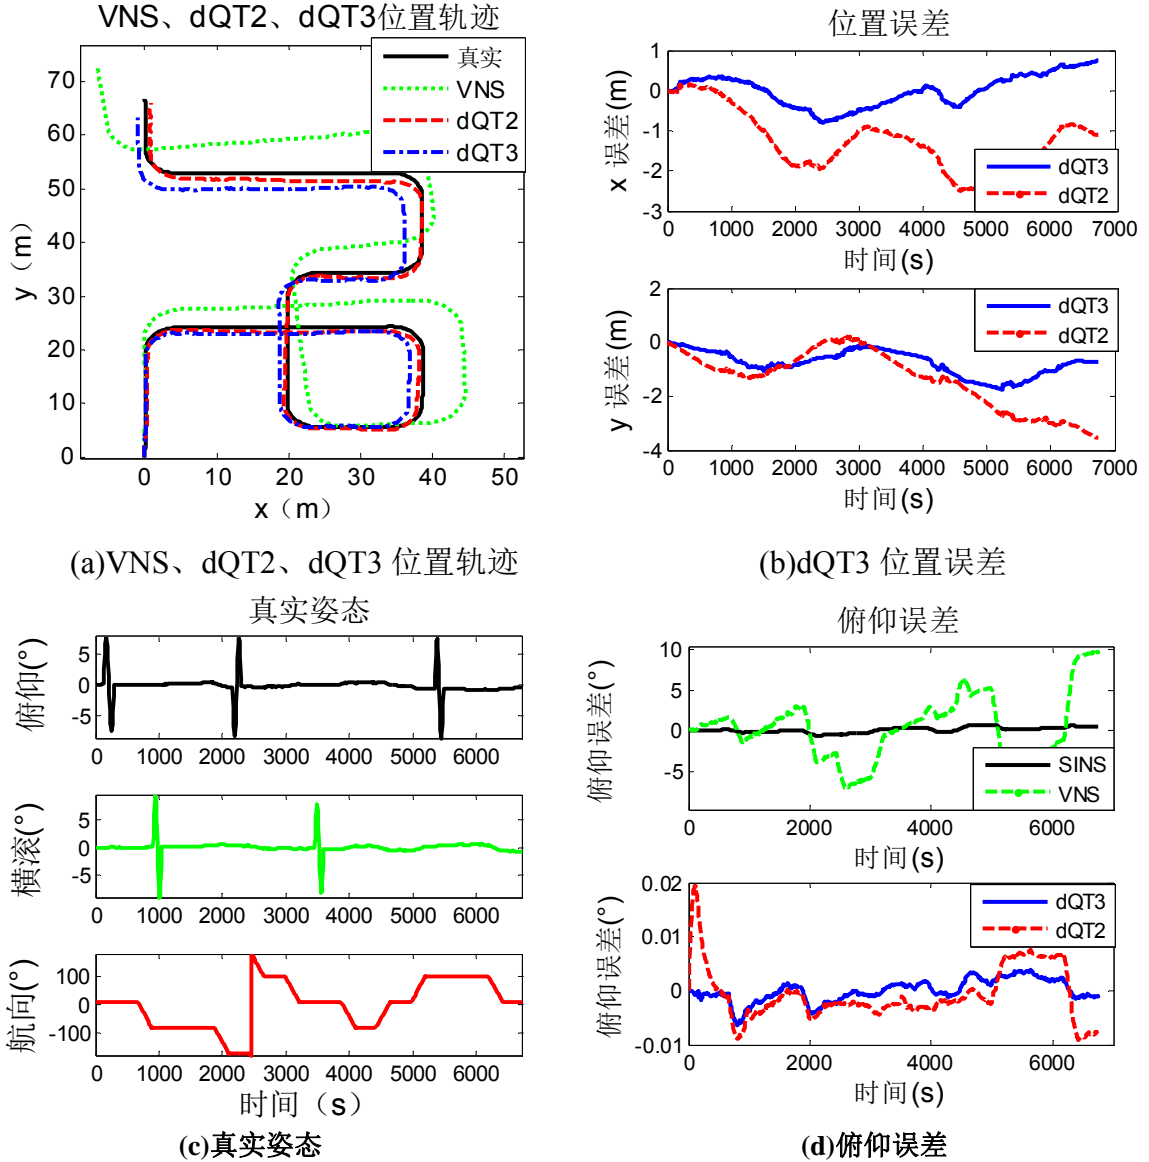 VNS、dQT2、dQT3位置轨迹
真实
VNS
dQT2
dQT3
y（m）
70
60
50
40
30
20
10
0
0 10 20 30 40 50
x（m）
(a)VNS、dQT2、dQT3 位置轨迹
位置误差
x 误差(m)
1
0
-1
-2
-3
dQT3
dQT2
0 1000 2000 3000 4000 5000 6000 7000
时间(s)
y 误差(m)
2
0
-2
-4
dQT3
dQT2
0 1000 2000 3000 4000 5000 6000 7000
时间(s)
(b)dQT3 位置误差
真实姿态
俯仰(°)
5
0
-5
0 1000 2000 3000 4000 5000 6000
横滚(°)
5
0
-5
0 1000 2000 3000 4000 5000 6000
航向(°)
100
0
-100
0 1000 2000 3000 4000 5000 6000
时间（s）
(c)真实姿态
俯仰误差
俯仰误差(°)
10
5
0
-5
SINS
VNS
0 2000 4000 6000
时间(s)
俯仰误差(°)
0.02
0.01
0
-0.01
dQT3
dQT2
0 2000 4000 6000
时间(s)
(d)俯仰误差